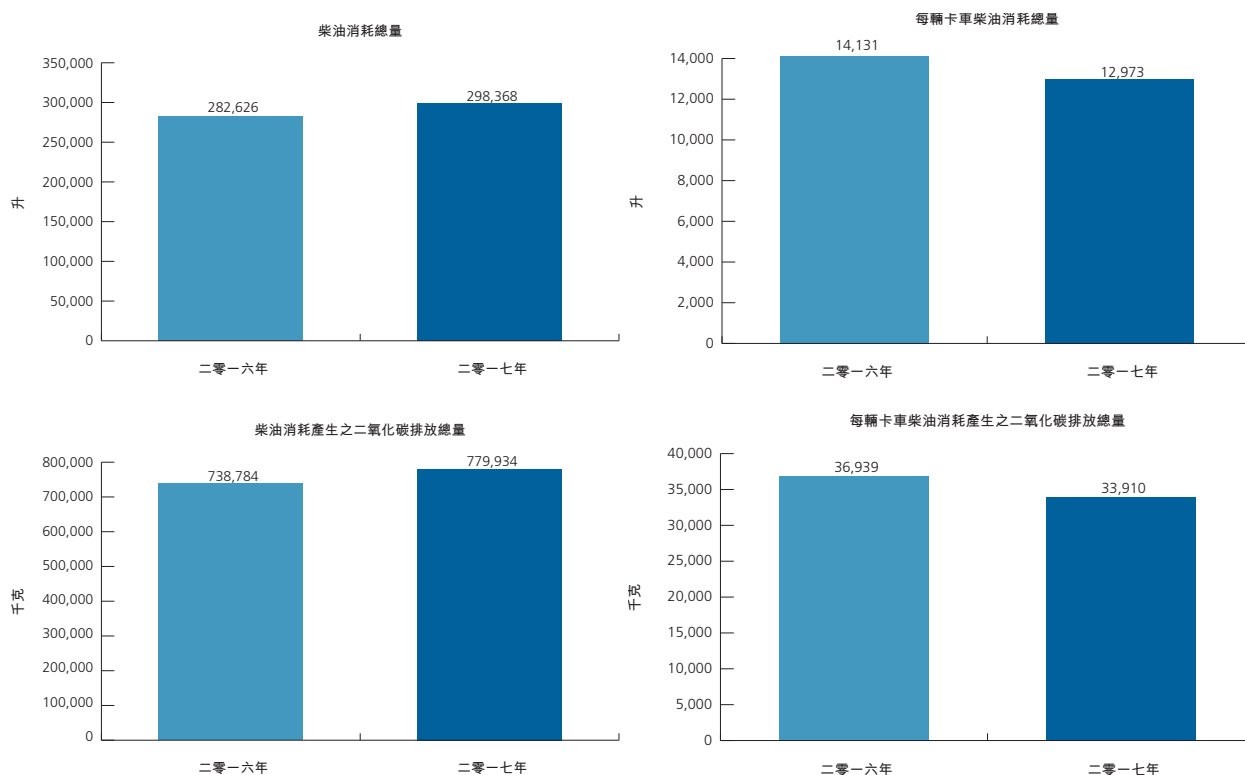 柴油消耗總量
350,000
300,000
250,000
200,000
150,000
100,000
50,000
0
升
282,626
298,368
二零一六年
二零一七年
每輛卡車柴油消耗總量
14,000
12,000
10,000
8,000
6,000
4,000
2,000
0
升
14,131
12,973
二零一六年
二零一七年
柴油消耗產生之二氧化碳排放總量
800,000
700,000
600,000
500,000
400,000
300,000
200,000
100,000
0
千克
738,784
779,934
二零一六年
二零一七年
每輛卡車柴油消耗產生之二氧化碳排放總量
40,000
35,000
30,000
25,000
20,000
15,000
10,000
5,000
0
千克
36,939
33,910
二零一六年
二零一七年